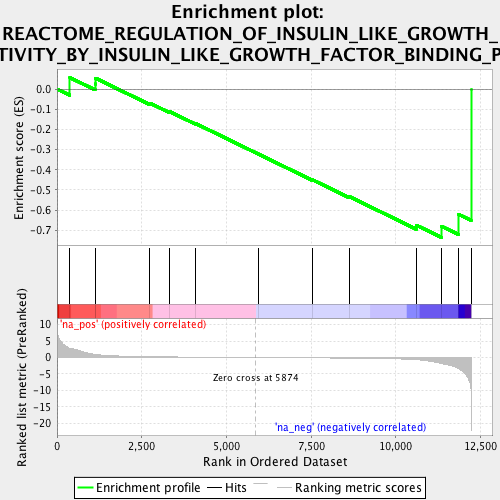 Enrichment plot:
REACTOME_REGULATION_OF_INSULIN_LIKE_GROWTH_
TIVITY_BY_INSULIN_LIKE_GROWTH_FACTOR_BINDING_P
Enrichment score (ES)
0.0
-0.1
-0.2
-0.3
-0.4
-0.5
-0.6
-0.7
'na_pos' (positively correlated)
Ranked list metric (PreRanked)
10
5
0
-5
-10
-15
-20
Zero cross at 5874
'na_neg' (negatively correlated)
0 2,500 5,000 7,500 10,000 12,500
Rank in Ordered Dataset
Enrichment profile Hits Ranking metric scores